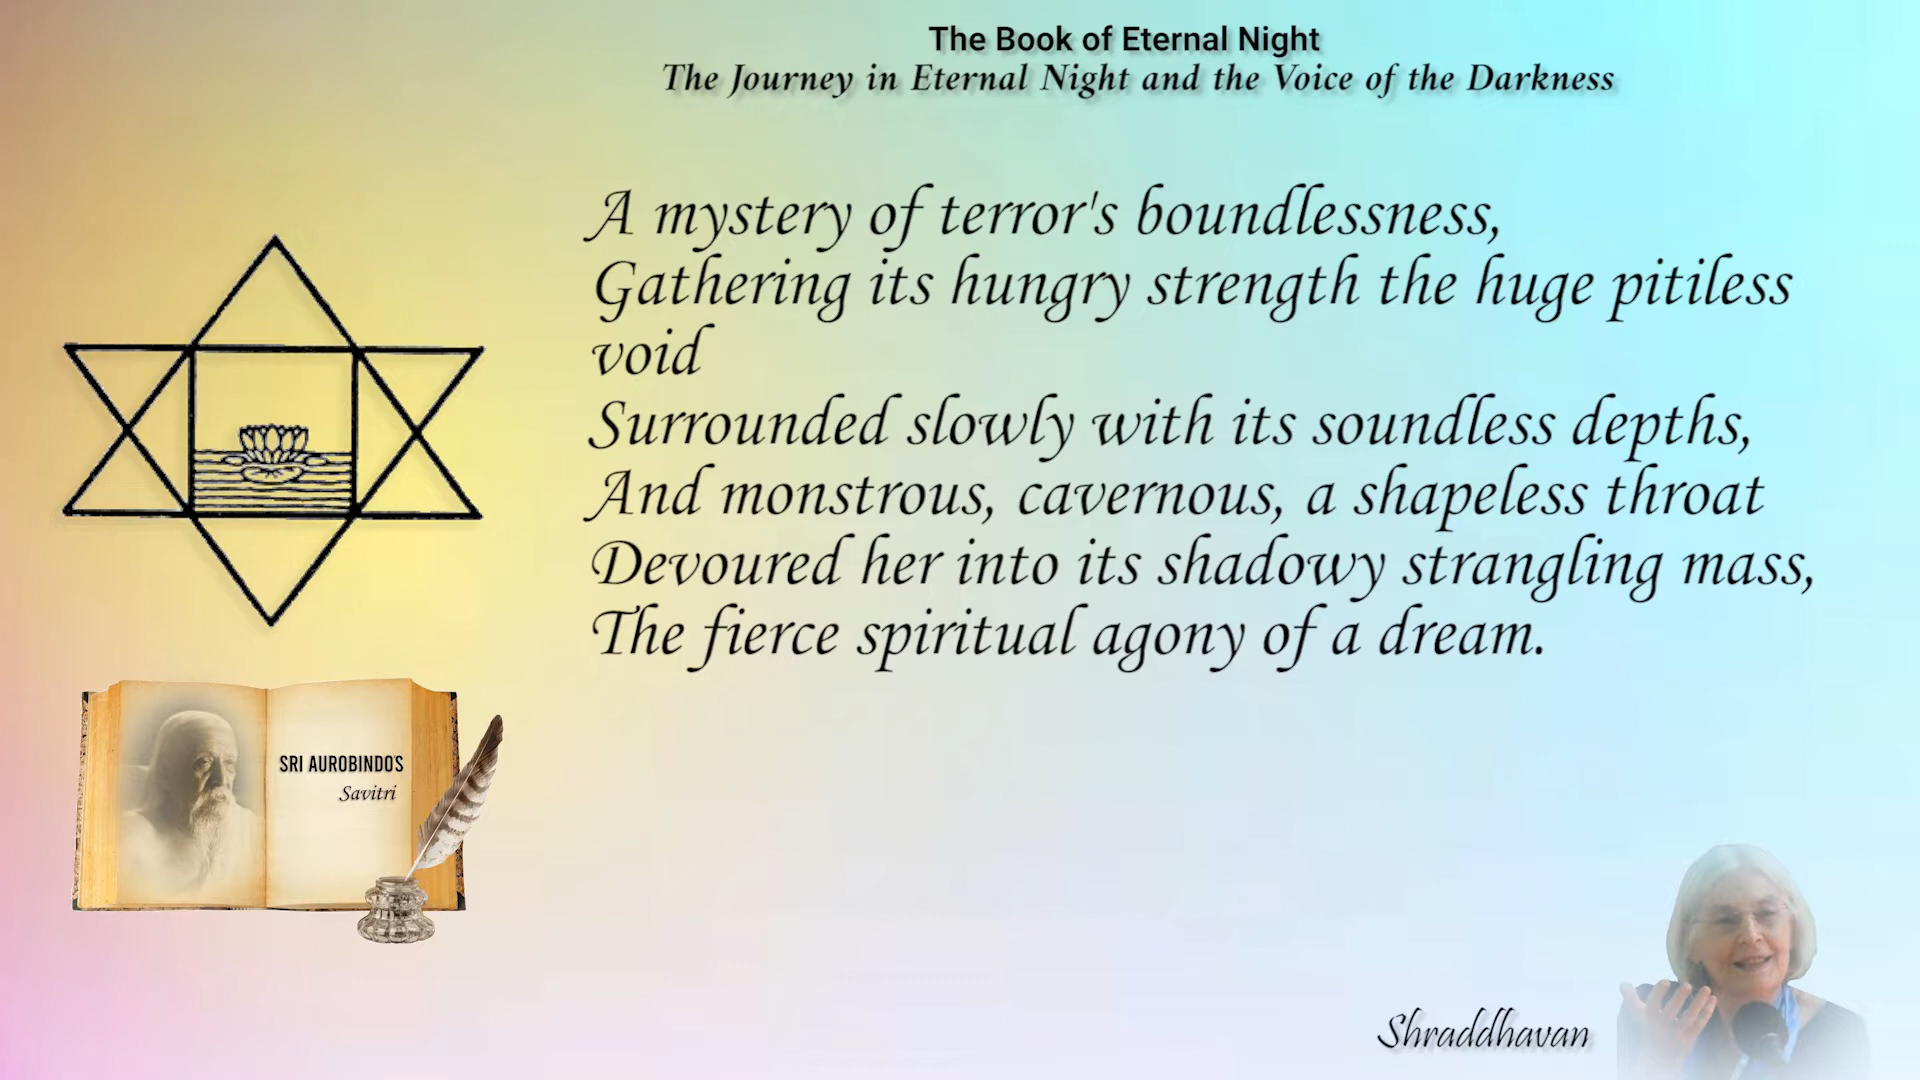 The Book of Eternal Night
The Journey in Eternal Night and the Voice of the Darkness
A mystery of terror's boundlessness,
Gathering its hungry strength the huge pitiless
void
Surrounded slowly with its soundless depths,
And monstrous, cavernous, a shapeless throat
Devoured her into its shadowy strangling mass,
The fierce spiritual agony of a dream.
SRI AUROBINDO'S
Savitri
Shraddhavan